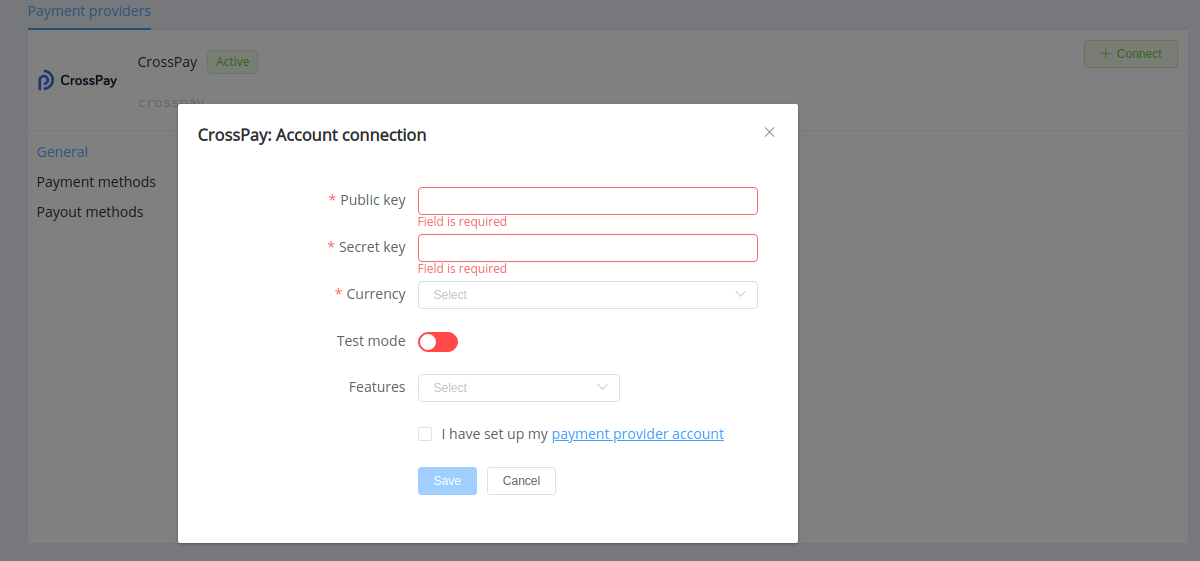 Payment providers
CrossPay Active
+ Connect
CrossPay
crosspay
CrossPay: Account connection
General
Payment methods
Payout methods
* Public key
Field is required
* Secret key
Field is required
* Currency Select
Test mode
Features Select
I have set up my payment provider account
Save Cancel